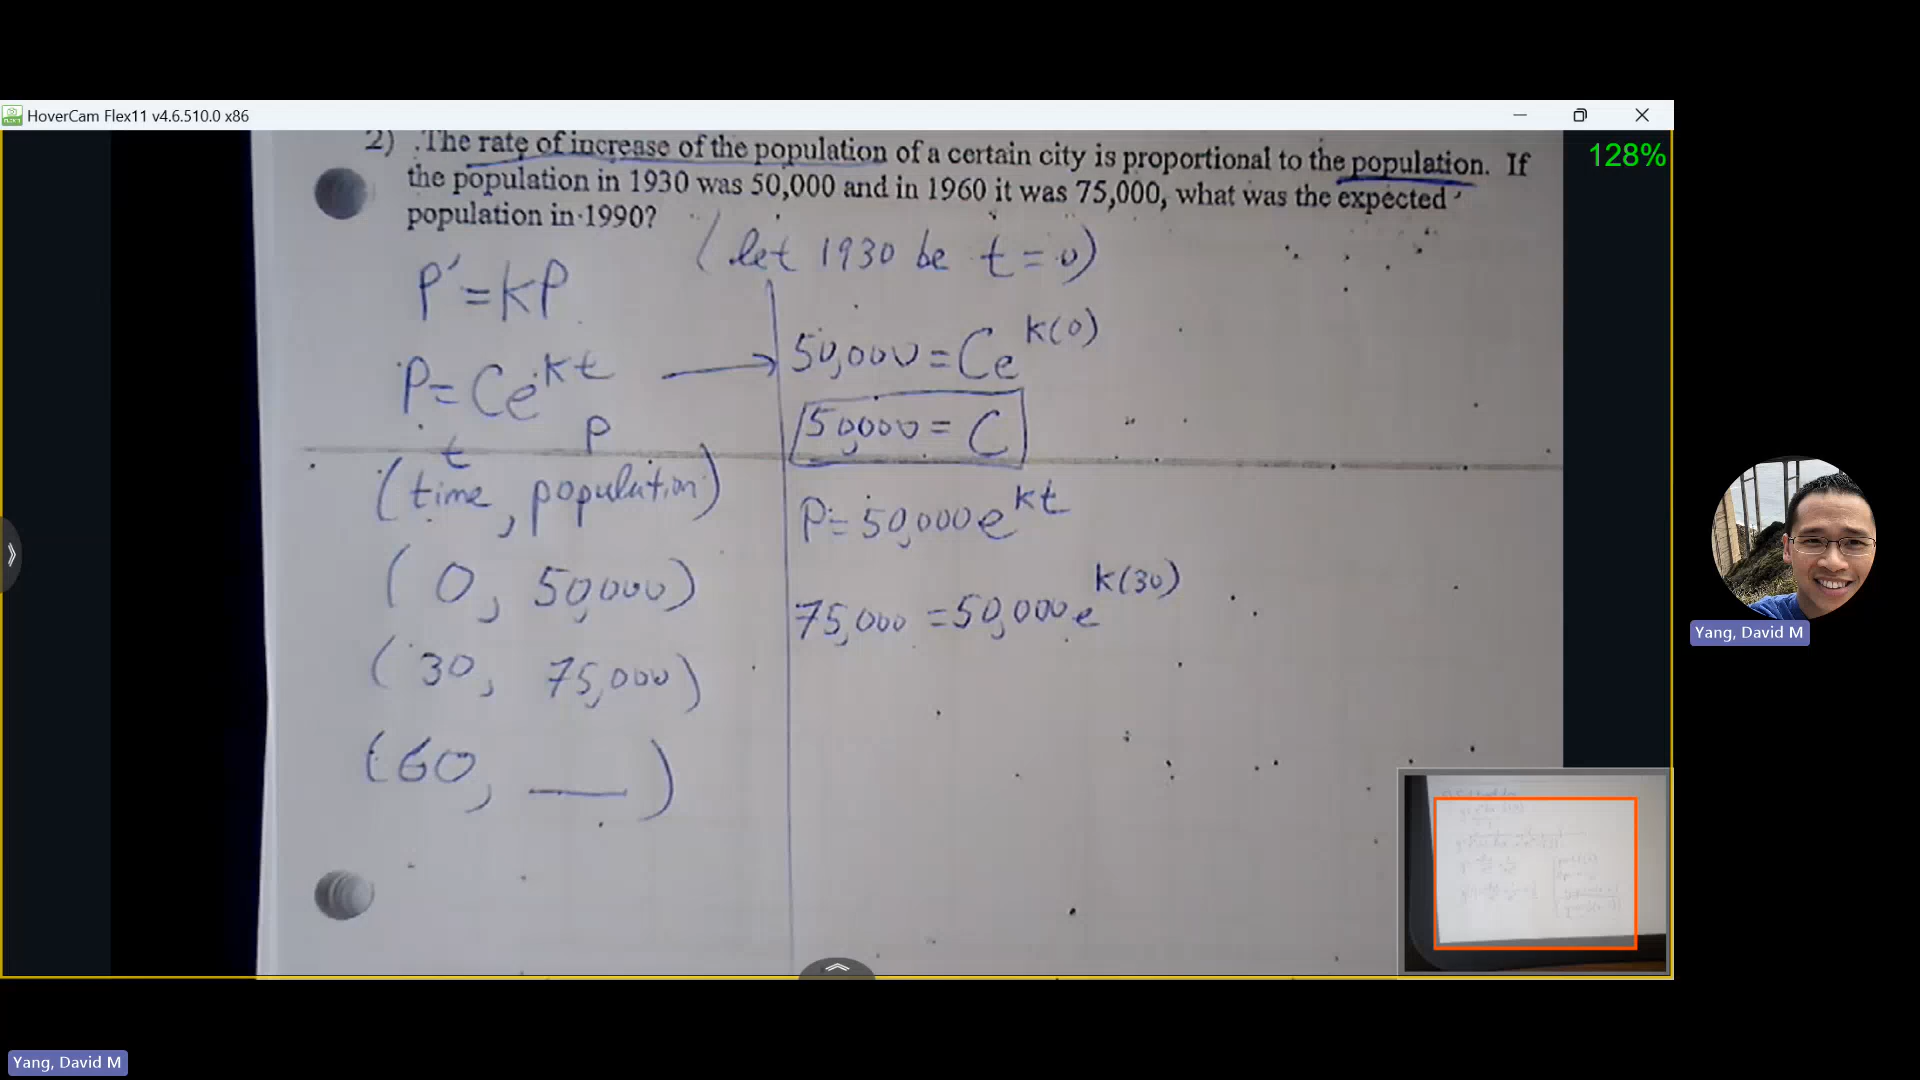 HoverCam Flex11 v4.6.510.0 x86
128%
2) .The rate of increase of the population of a certain city is proportional to the population. If
the population in 1930 was 50,000 and in 1960 it was 75,000, what was the expected
population in 1990?
(let 1930 be t = 0)
P' = kP
P = Ce^kt
t P
(time, population)
(0, 50,000)
(30, 75,000)
(60, ___)
50,000 = Ce^k(0)
50,000 = C
P = 50,000e^kt
75,000 = 50,000e^k(30)
Yang, David M
Yang, David M